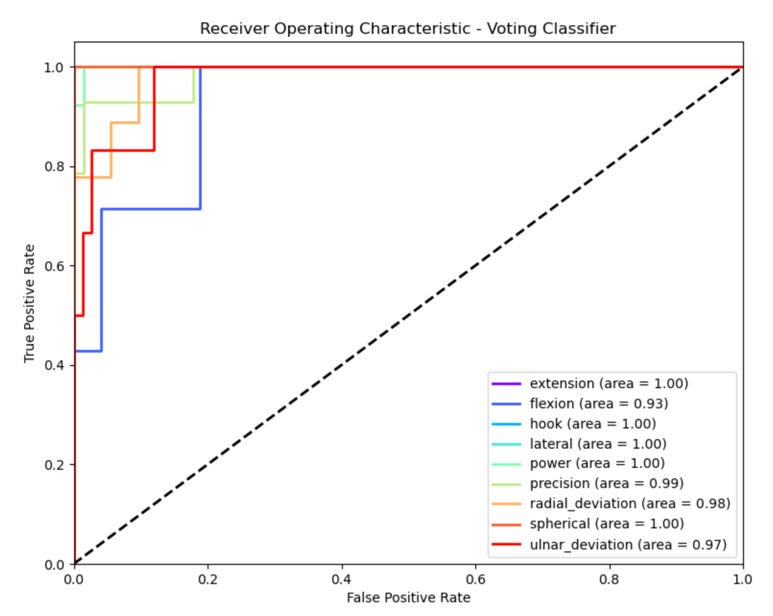 Receiver Operating Characteristic - Voting Classifier
1.0
0.8
0.6
0.4
0.2
0.0
True Positive Rate
extension (area = 1.00)
flexion (area = 0.93)
hook (area = 1.00)
lateral (area = 1.00)
power (area = 1.00)
precision (area = 0.99)
radial_deviation (area = 0.98)
spherical (area = 1.00)
ulnar_deviation (area = 0.97)
0.0 0.2 0.4 0.6 0.8 1.0
False Positive Rate